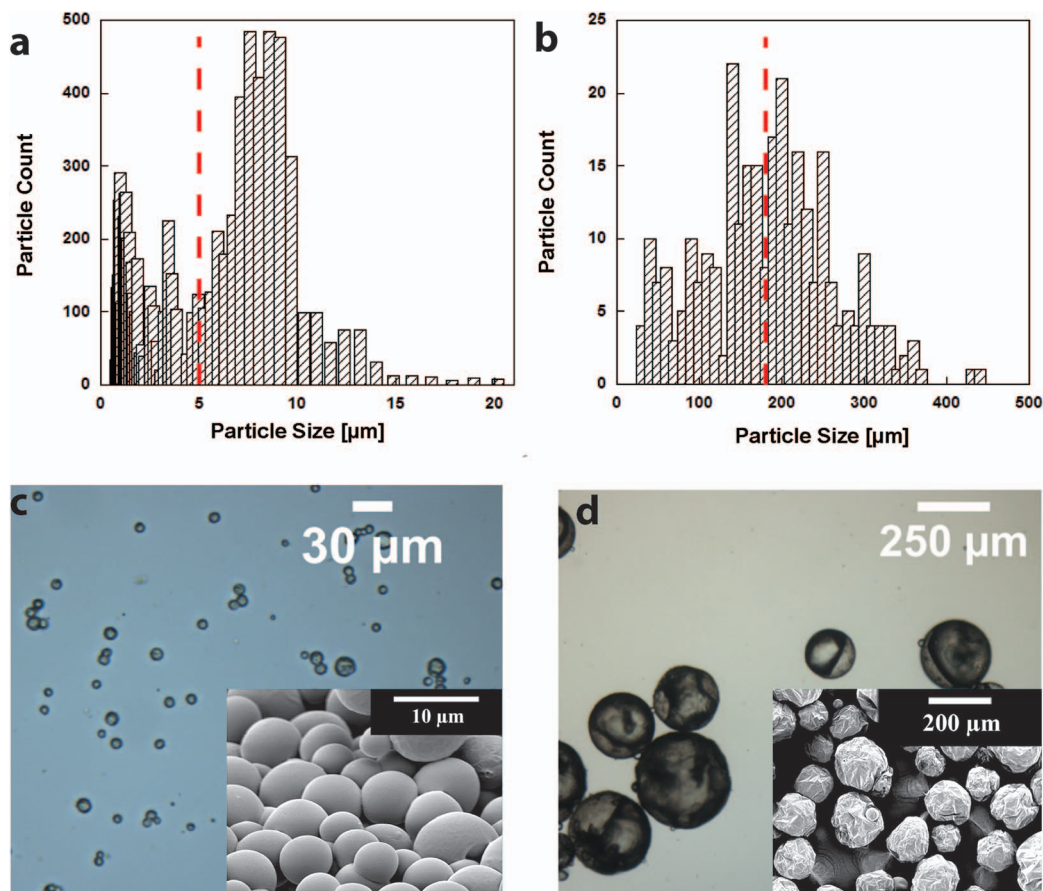 a
500
400
300
200
100
0
Particle Count
0 5 10 15 20
Particle Size [µm]
b
25
20
15
10
5
0
Particle Count
0 100 200 300 400 500
Particle Size [µm]
c
30 µm
10 µm
d
250 µm
200 µm